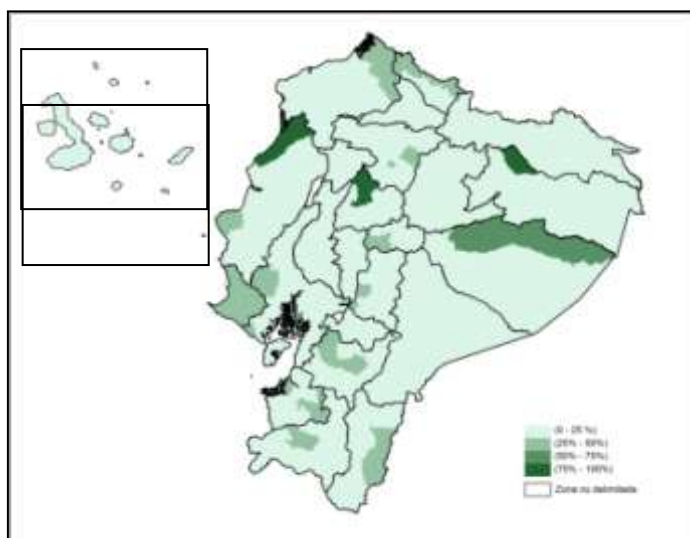 (0 - 25 %)
(25% - 50%)
(50% - 75%)
(75% - 100%)
Zona no delimitada